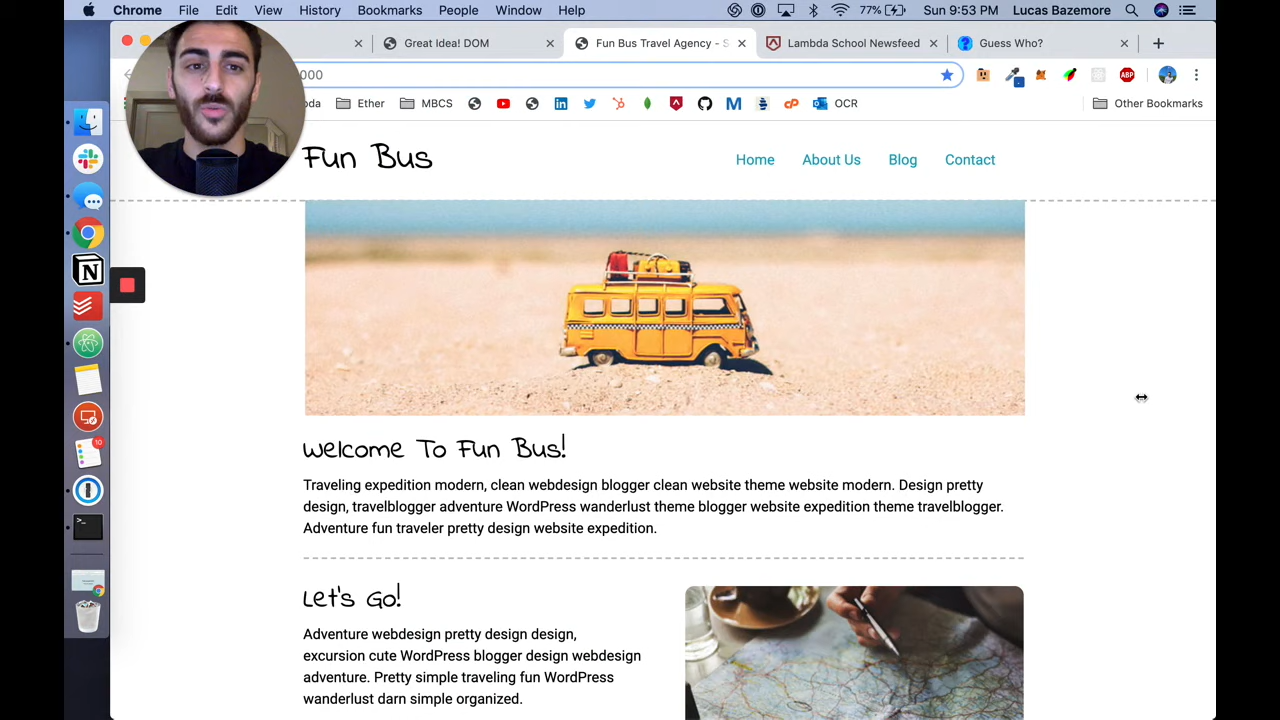 Chrome File Edit View History Bookmarks People Window Help 77% Sun 9:53 PM Lucas Bazemore
Great Idea! DOM Fun Bus Travel Agency - S Lambda School Newsfeed Guess Who?
000 ABP
da Ether MBCS M cP OCR Other Bookmarks
Fun Bus Home About Us Blog Contact
N
10
Welcome To Fun Bus!
Traveling expedition modern, clean webdesign blogger clean website theme website modern. Design pretty
design, travelblogger adventure WordPress wanderlust theme blogger website expedition theme travelblogger.
Adventure fun traveler pretty design website expedition.
Let's Go!
Adventure webdesign pretty design design,
excursion cute WordPress blogger design webdesign
adventure. Pretty simple traveling fun WordPress
wanderlust darn simple organized.